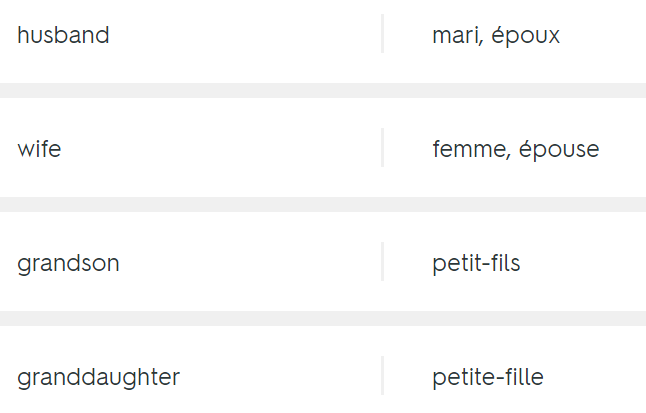 husband mari, époux
wife femme, épouse
grandson petit-fils
granddaughter petite-fille